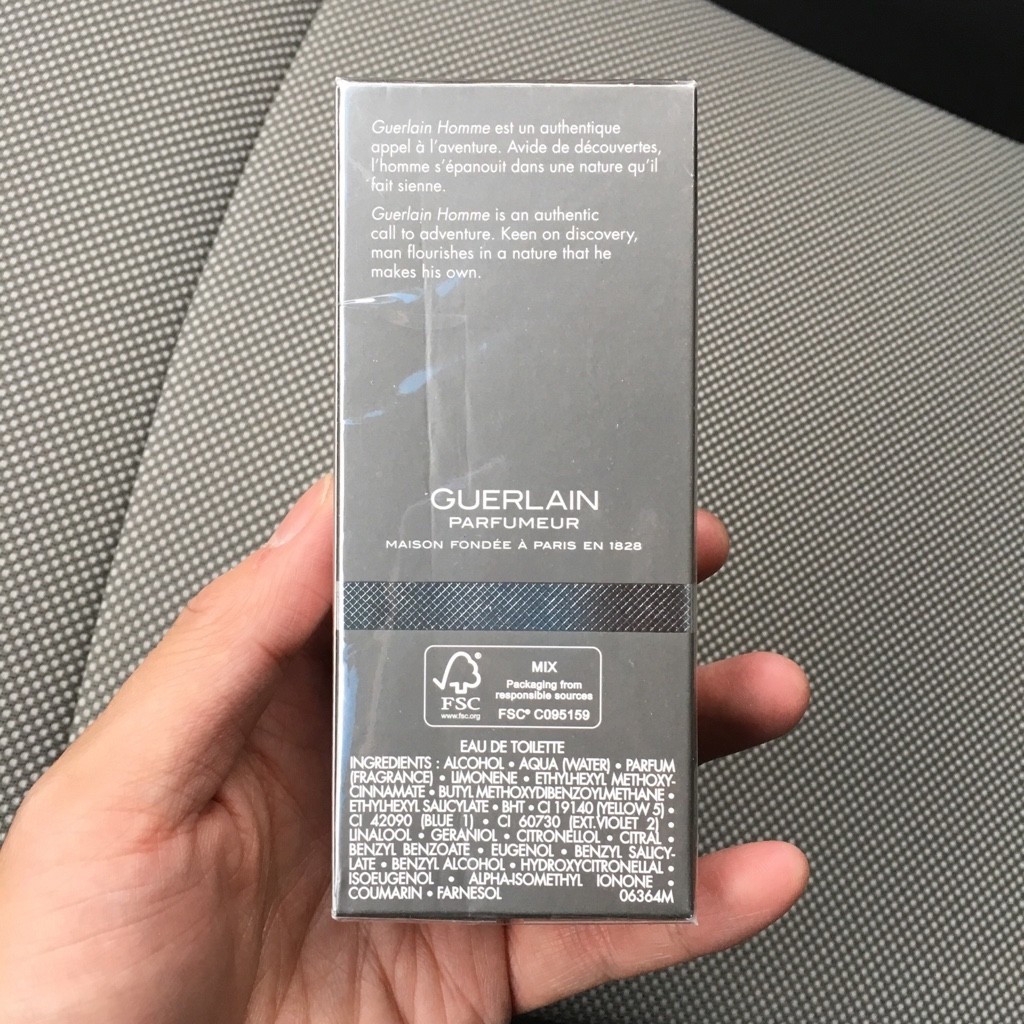 Guerlain Homme est un authentique
appel à l'aventure. Avide de découvertes,
l'homme s'épanouit dans une nature qu'il
fait sienne.
Guerlain Homme is an authentic
call to adventure. Keen on discovery,
man flourishes in a nature that he
makes his own.
GUERLAIN
PARFUMEUR
MAISON FONDÉE À PARIS EN 1828
FSC
www.fsc.org
MIX
Packaging from
responsible sources
FSC® C095159
EAU DE TOILETTE
INGREDIENTS : ALCOHOL • AQUA (WATER) • PARFUM
(FRAGRANCE) • LIMONENE • ETHYLHEXYL METHOXY-
CINNAMATE • BUTYL METHOXYDIBENZOYLMETHANE •
ETHYLHEXYL SALICYLATE • BHT • CI 19140 (YELLOW 5) •
CI 42090 (BLUE 1) • CI 60730 (EXT.VIOLET 2) •
LINALOOL • GERANIOL • CITRONELLOL • CITRAL •
BENZYL BENZOATE • EUGENOL • BENZYL SALICY-
LATE • BENZYL ALCOHOL • HYDROXYCITRONELLAL •
ISOEUGENOL • ALPHA-ISOMETHYL IONONE •
COUMARIN • FARNESOL 06364M